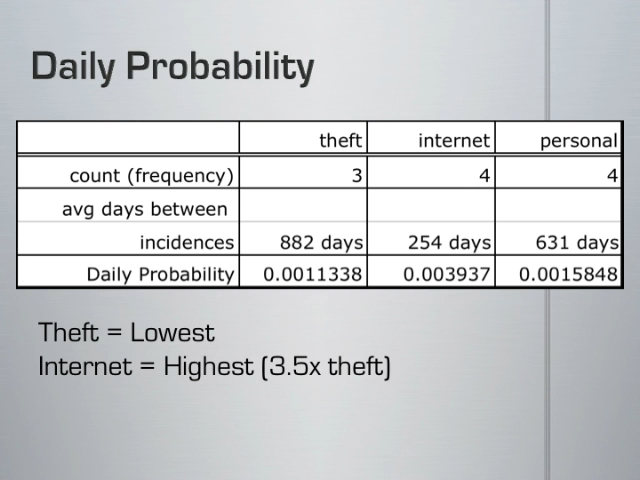 Daily Probability
theft internet personal
count (frequency) 3 4 4
avg days between
incidences 882 days 254 days 631 days
Daily Probability 0.0011338 0.003937 0.0015848
Theft = Lowest
Internet = Highest (3.5x theft)